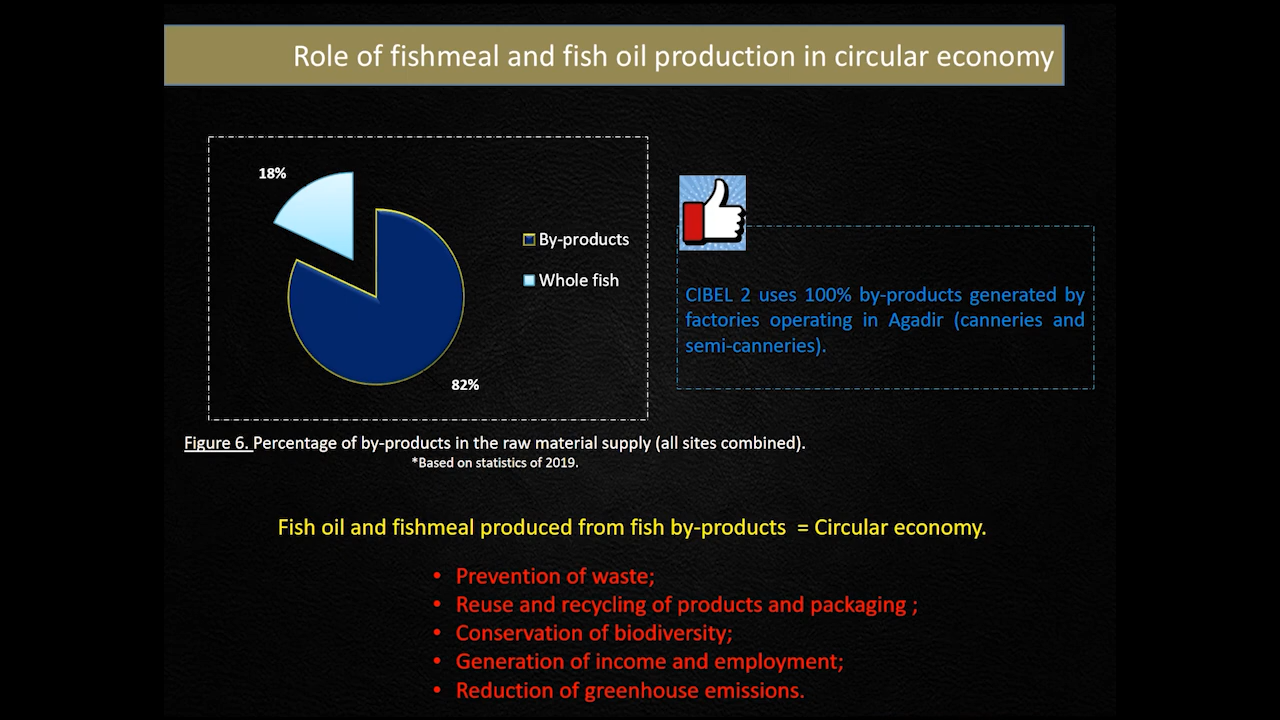 Role of fishmeal and fish oil production in circular economy
18%
82%
By-products
Whole fish
CIBEL 2 uses 100% by-products generated by
factories operating in Agadir (canneries and
semi-canneries).
Figure 6. Percentage of by-products in the raw material supply (all sites combined).
*Based on statistics of 2019.
Fish oil and fishmeal produced from fish by-products = Circular economy.
• Prevention of waste;
• Reuse and recycling of products and packaging ;
• Conservation of biodiversity;
• Generation of income and employment;
• Reduction of greenhouse emissions.